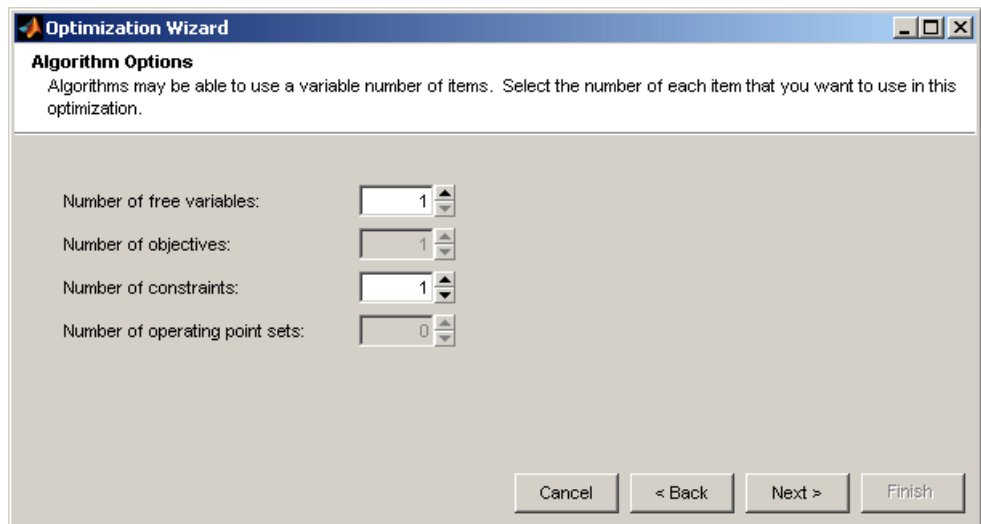 Optimization Wizard
Algorithm Options
Algorithms may be able to use a variable number of items. Select the number of each item that you want to use in this
optimization.
Number of free variables: 1
Number of objectives: 1
Number of constraints: 1
Number of operating point sets: 0
Cancel < Back Next > Finish